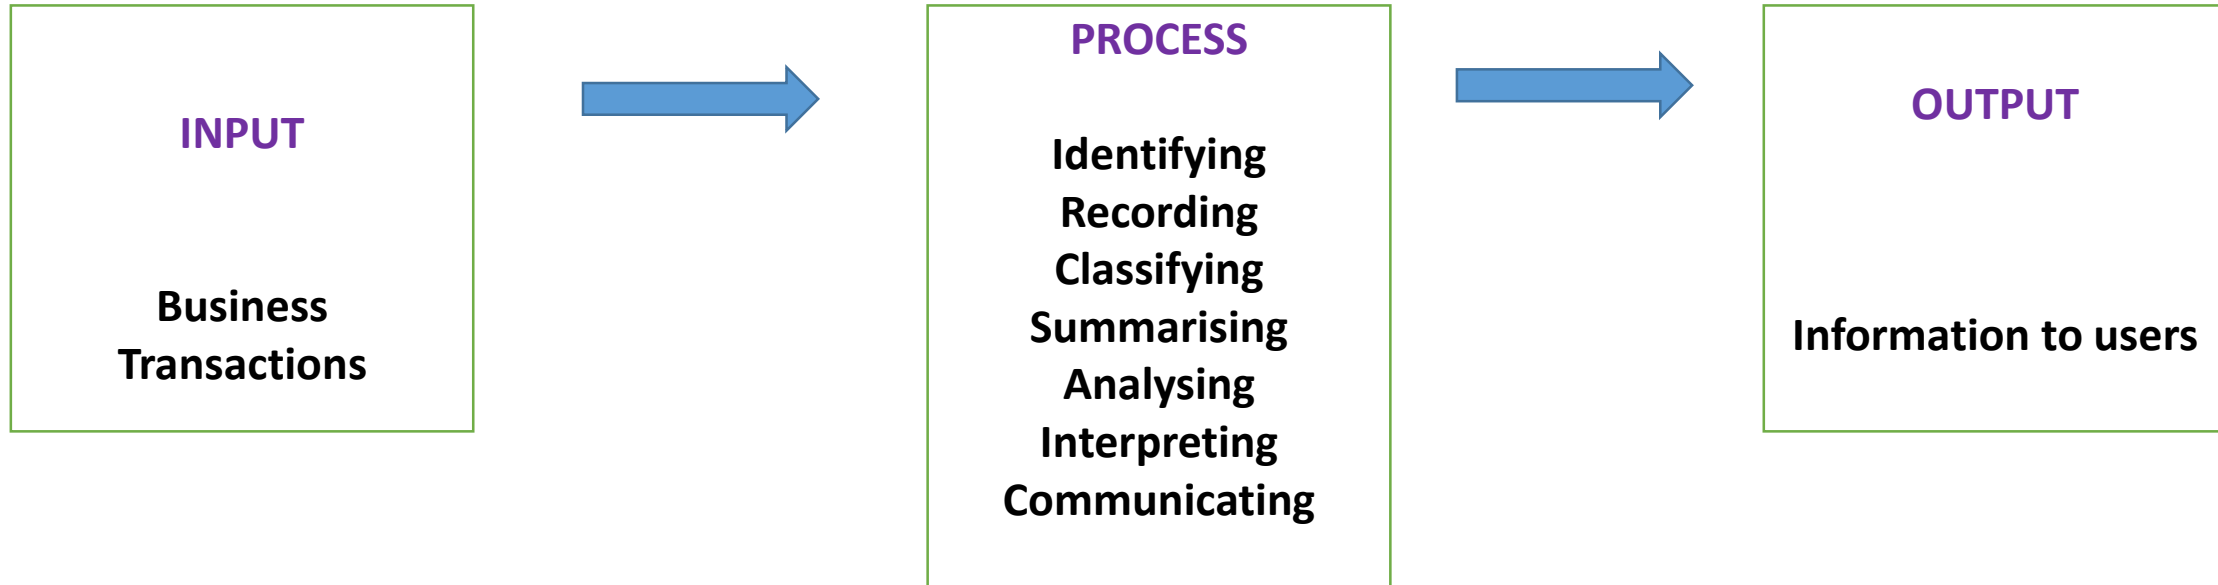 INPUT
Business
Transactions
PROCESS
Identifying
Recording
Classifying
Summarising
Analysing
Interpreting
Communicating
OUTPUT
Information to users